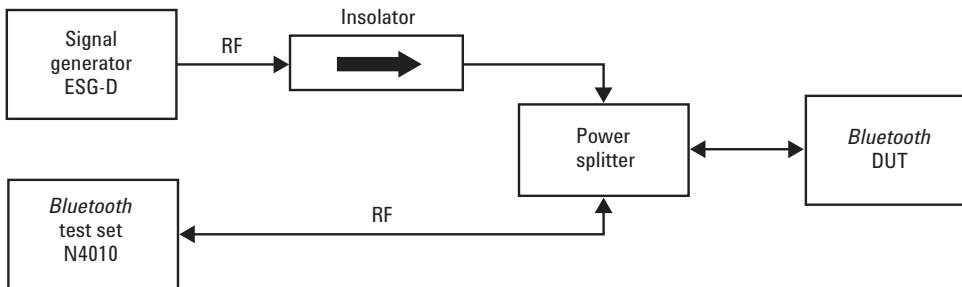 Signal
generator
ESG-D
RF
Insolator
Power
splitter
Bluetooth
DUT
Bluetooth
test set
N4010
RF